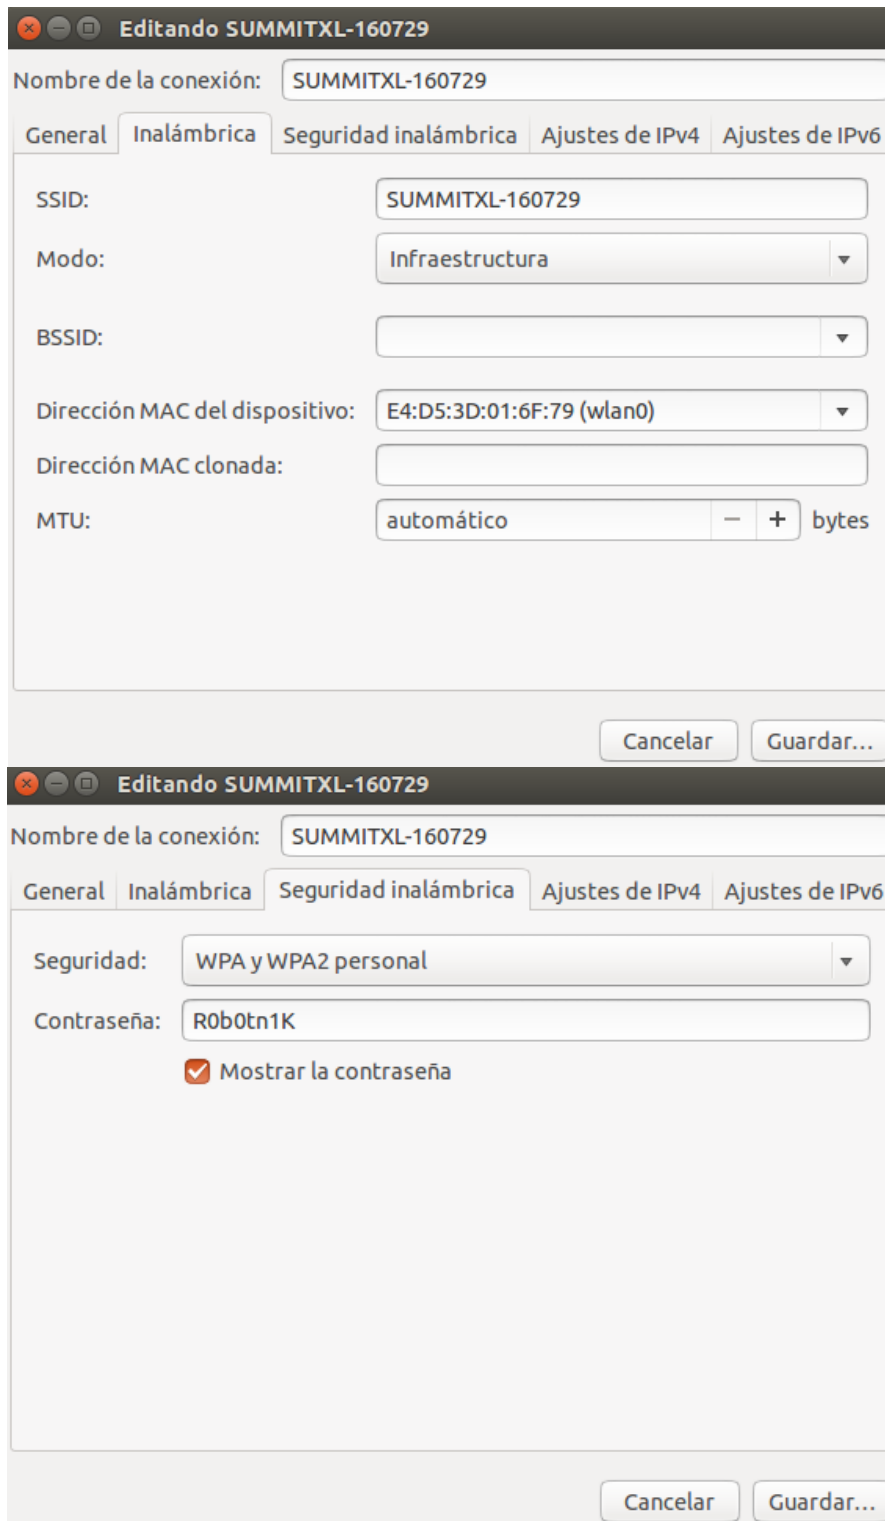 Editando SUMMITXL-160729
Nombre de la conexión: SUMMITXL-160729
General Inalámbrica Seguridad inalámbrica Ajustes de IPv4 Ajustes de IPv6
SSID: SUMMITXL-160729
Modo: Infraestructura
BSSID:
Dirección MAC del dispositivo: E4:D5:3D:01:6F:79 (wlan0)
Dirección MAC clonada:
MTU: automático − + bytes
Cancelar Guardar...
Editando SUMMITXL-160729
Nombre de la conexión: SUMMITXL-160729
General Inalámbrica Seguridad inalámbrica Ajustes de IPv4 Ajustes de IPv6
Seguridad: WPA y WPA2 personal
Contraseña: R0b0tn1K
Mostrar la contraseña
Cancelar Guardar...